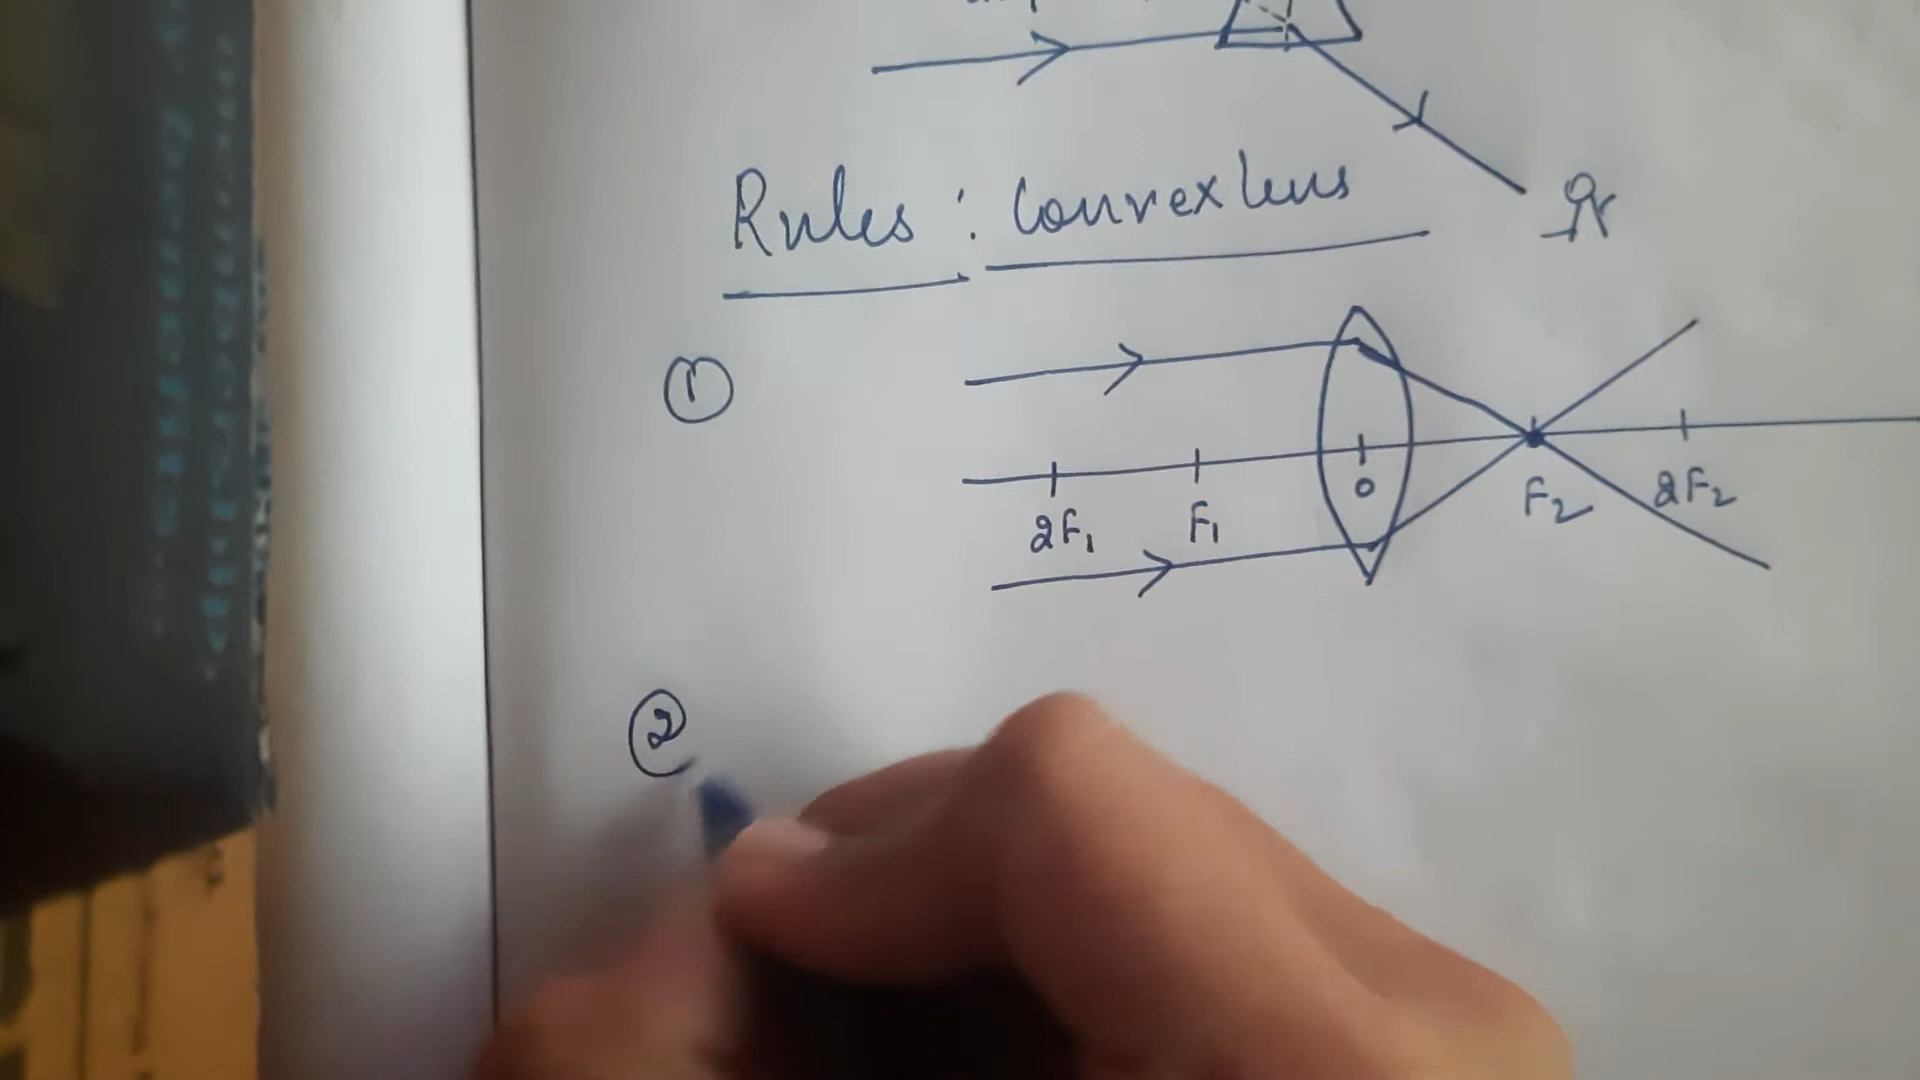 Rules : Convex lens
①
2F₁ F₁ O F₂ 2F₂
②